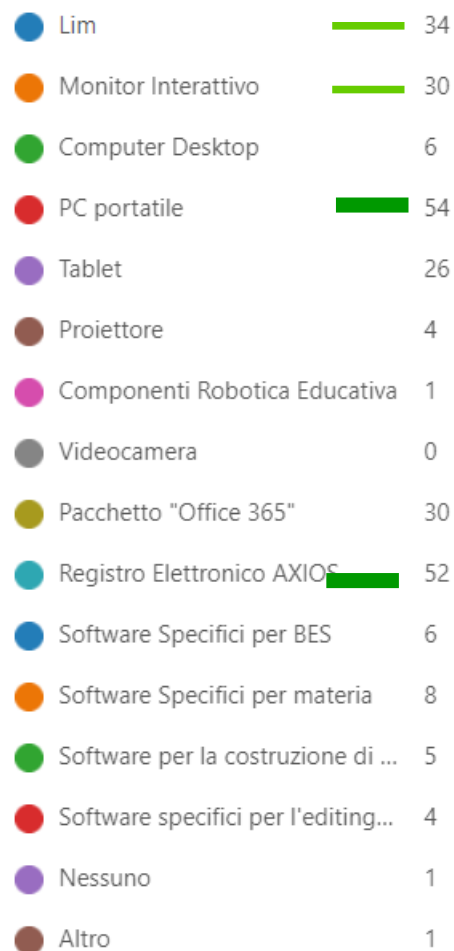 Lim 34
Monitor Interattivo 30
Computer Desktop 6
PC portatile 54
Tablet 26
Proiettore 4
Componenti Robotica Educativa 1
Videocamera 0
Pacchetto "Office 365" 30
Registro Elettronico AXIOS 52
Software Specifici per BES 6
Software Specifici per materia 8
Software per la costruzione di ... 5
Software specifici per l'editing... 4
Nessuno 1
Altro 1